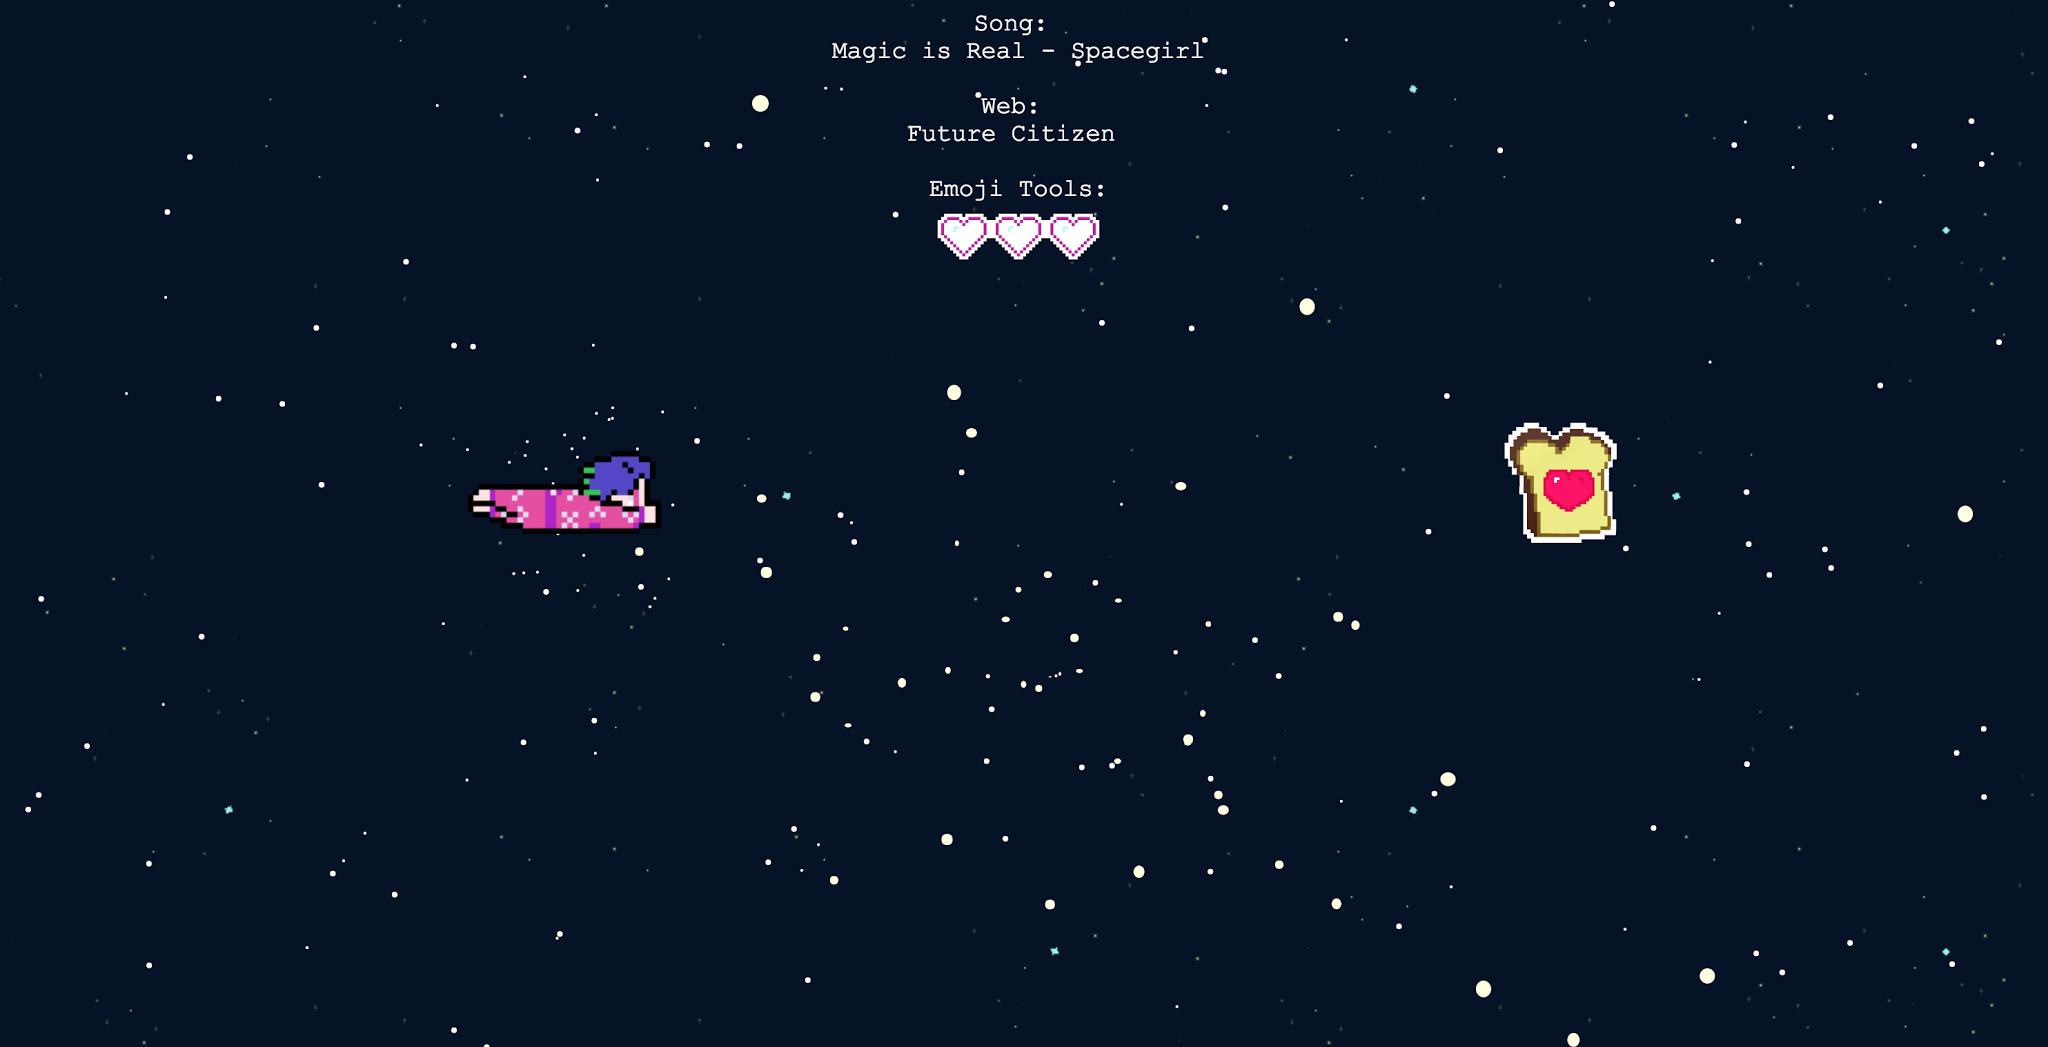 Song:
Magic is Real - Spacegirl
Web:
Future Citizen
Emoji Tools: